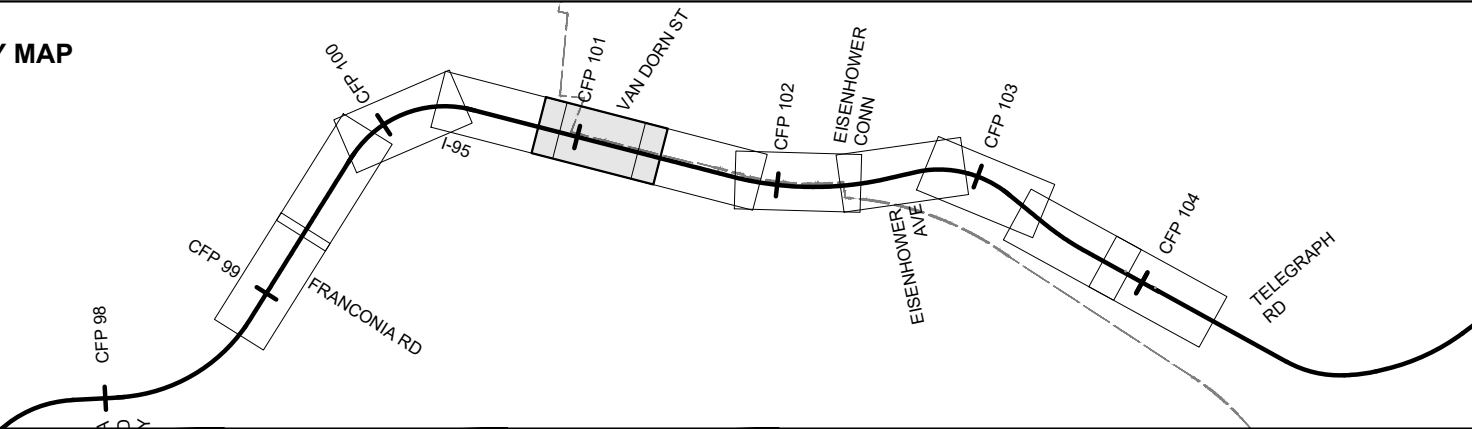 Y MAP
CFP 98
CFP 99
FRANCONIA RD
CFP 100
I-95
CFP 101
VAN DORN ST
CFP 102
EISENHOWER
CONN
EISENHOWER
AVE
CFP 103
CFP 104
TELEGRAPH
RD